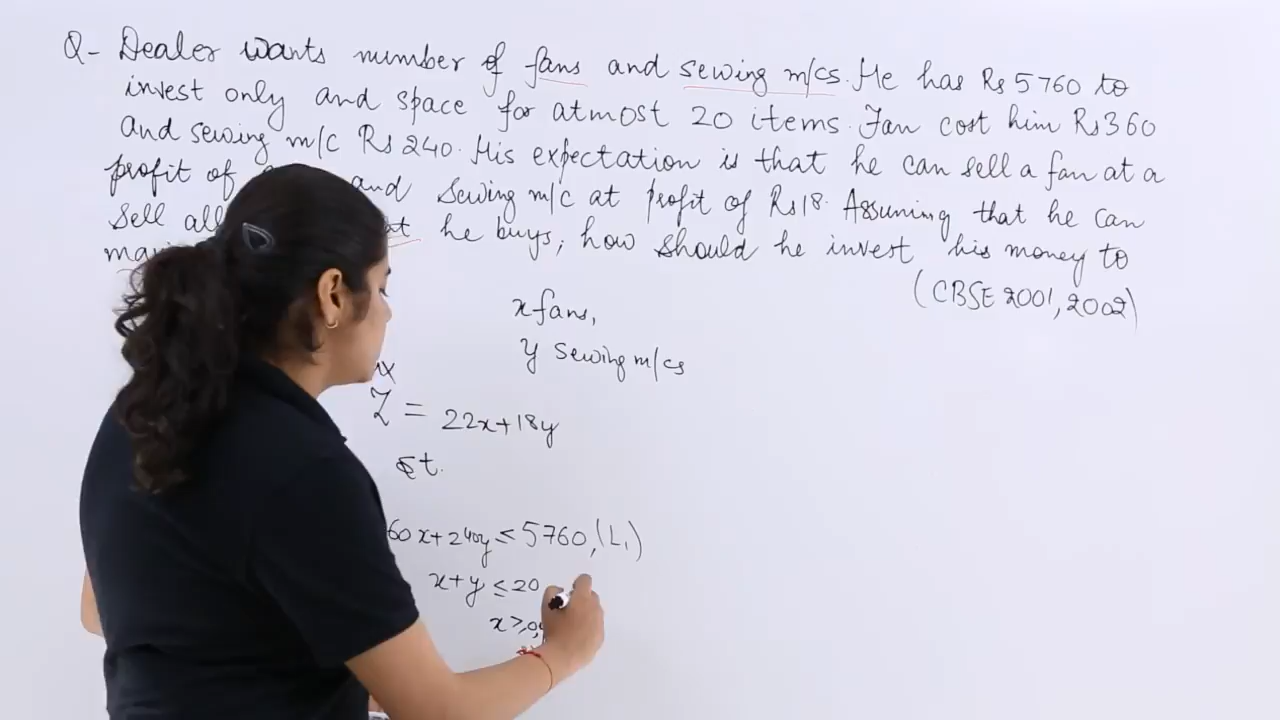 Q- Dealer wants number of fans and sewing m/cs. He has Rs 5760 to
invest only and space for atmost 20 items. Fan cost him Rs 360
and sewing m/c Rs 240. His expectation is that he can sell a fan at a
profit of and sewing m/c at profit of Rs 18. Assuming that he can
sell all he buys, how should he invest his money to
(CBSE 2001, 2002)
x fans,
y sewing m/cs
Z = 22x+18y
60x+240y ≤ 5760, (L1)
x+y ≤ 20
x ≥ 0,